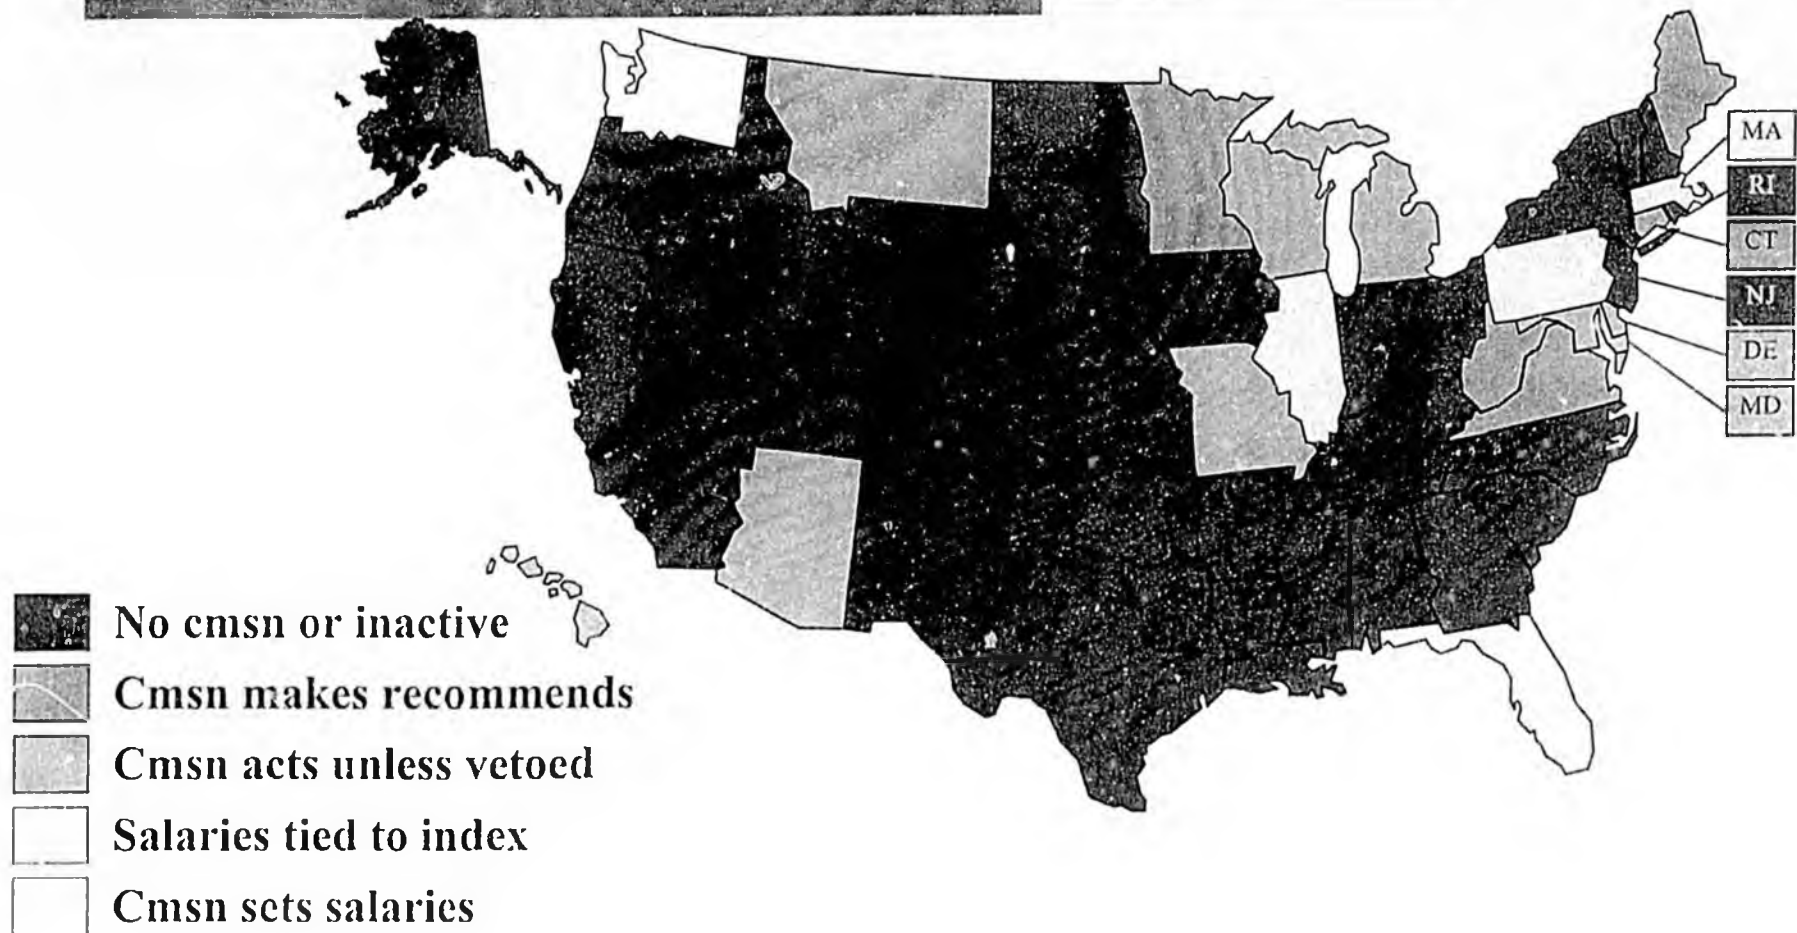 MA
RI
CT
NJ
DE
MD
No cmsn or inactive
Cmsn makes recommends
Cmsn acts unless vetoed
Salaries tied to index
Cmsn sets salaries